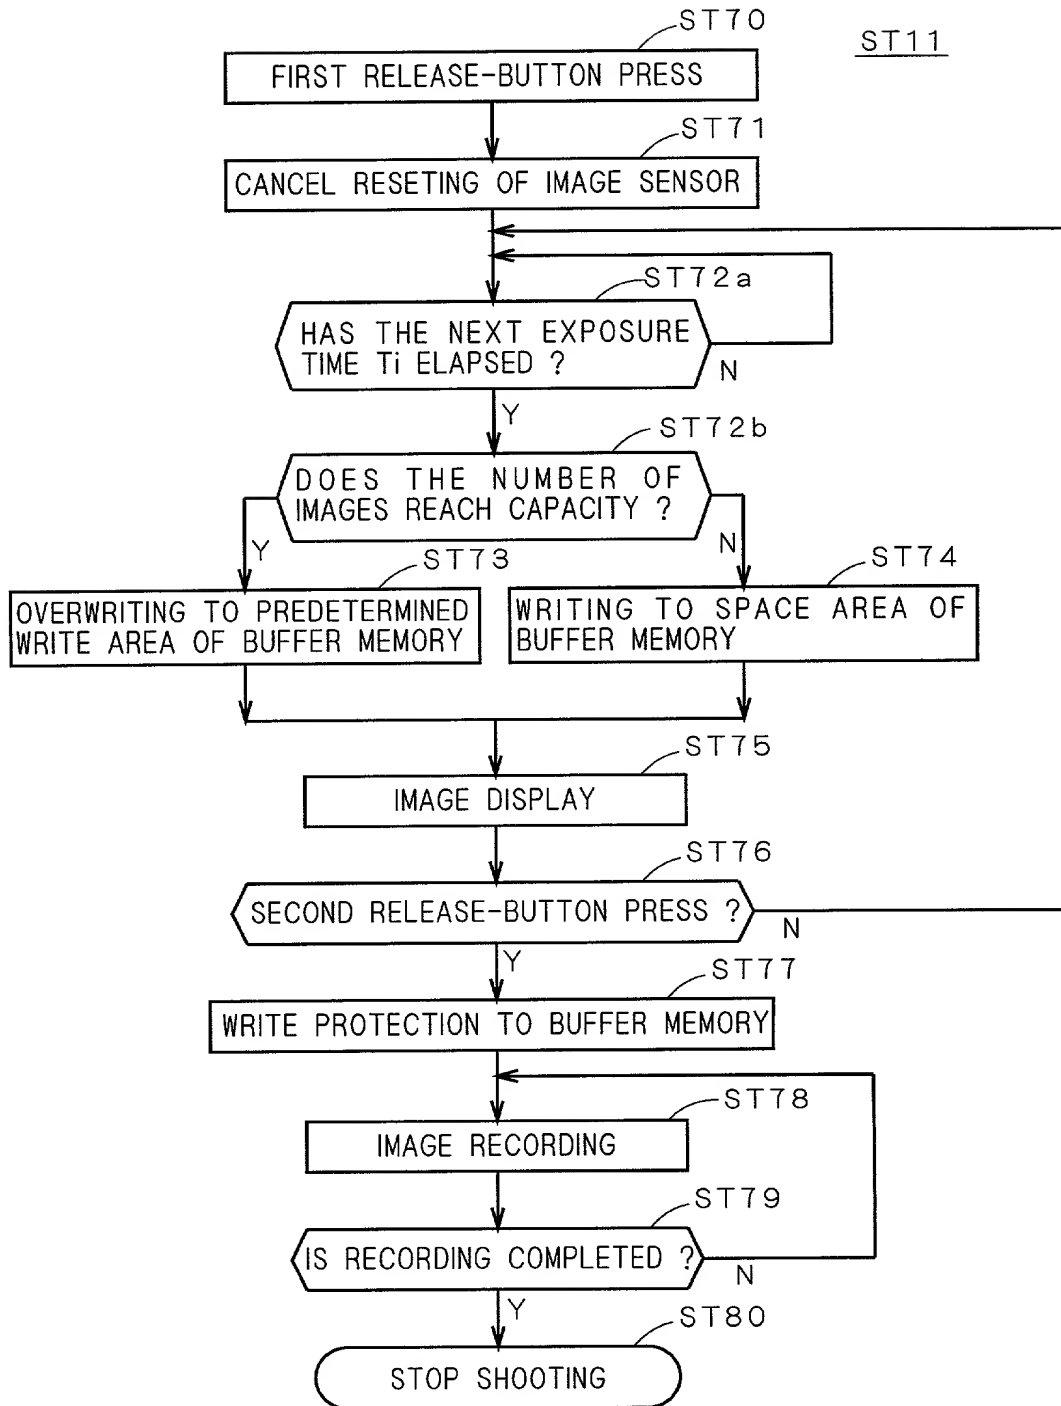 ST70
ST11
FIRST RELEASE-BUTTON PRESS
ST71
CANCEL RESETING OF IMAGE SENSOR
ST72a
HAS THE NEXT EXPOSURE
TIME Ti ELAPSED ?
N
Y
ST72b
DOES THE NUMBER OF
IMAGES REACH CAPACITY ?
Y
N
ST73
ST74
OVERWRITING TO PREDETERMINED
WRITE AREA OF BUFFER MEMORY
WRITING TO SPACE AREA OF
BUFFER MEMORY
ST75
IMAGE DISPLAY
ST76
SECOND RELEASE-BUTTON PRESS ?
N
Y
ST77
WRITE PROTECTION TO BUFFER MEMORY
ST78
IMAGE RECORDING
ST79
IS RECORDING COMPLETED ?
N
Y
ST80
STOP SHOOTING